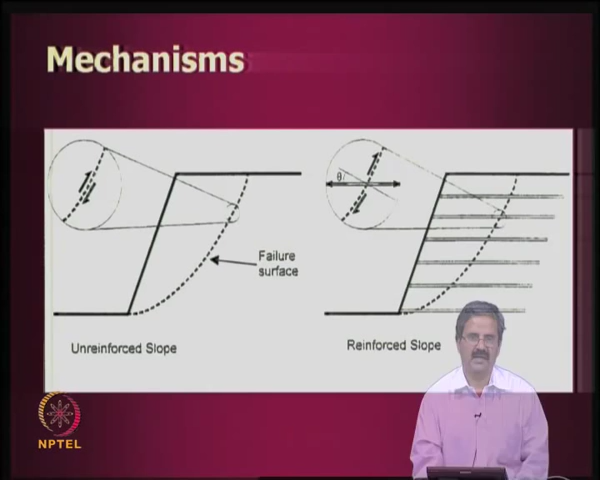 Mechanisms
θ
Failure
surface
Unreinforced Slope
Reinforced Slope
NPTEL